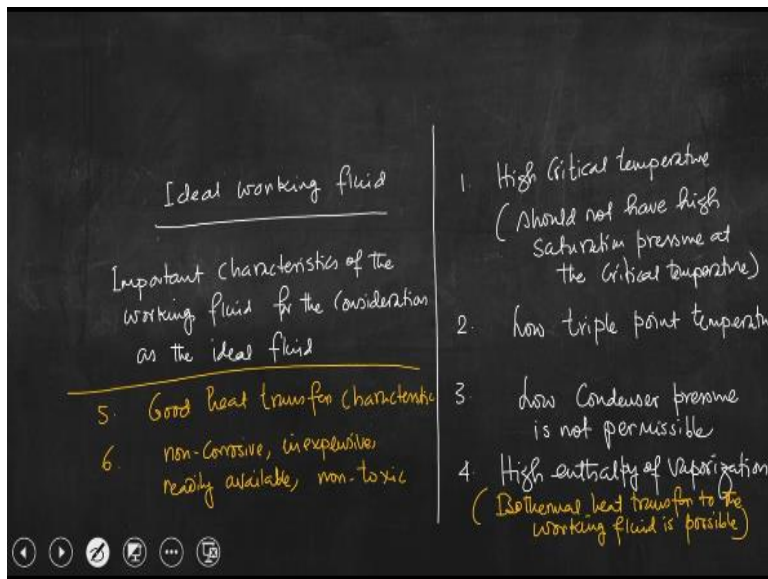 Ideal working fluid
Important characteristics of the
working fluid for the consideration
as the ideal fluid
1. High Critical temperature
(should not have high
saturation pressure at
the critical temperature)
2. Low triple point temperatu
3 Low Condenser pressure
is not permissible
4. High enthalpy of vaporization
(Isothermal heat transfer to the
working fluid is possible)
5. Good heat transfer characteristic
6. non-corrosive, inexpensive,
readily available, non-toxic